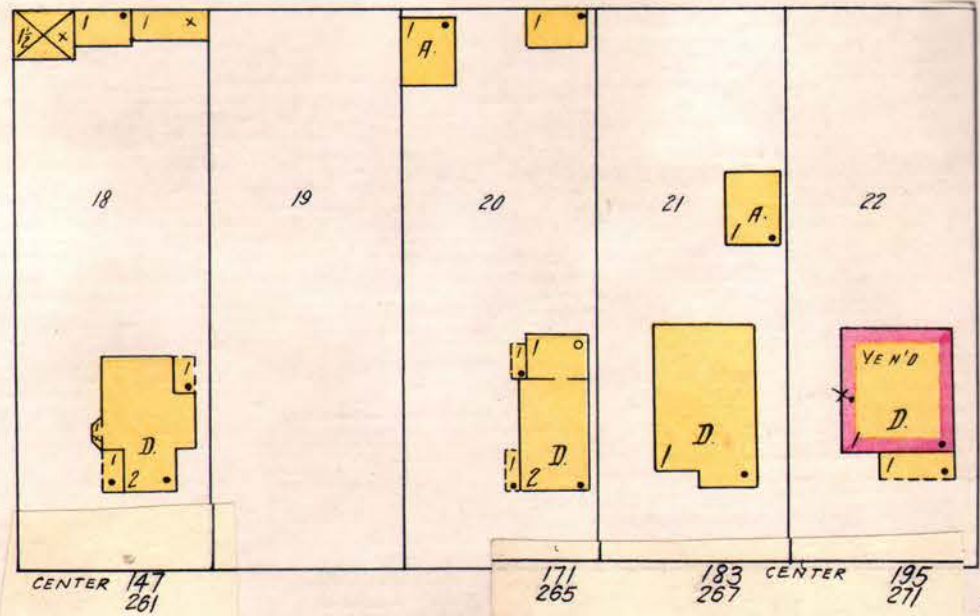 1½ x 1 1 x 1 A. 1
18 19 20 21 22
A. 1
1 1 1 VEN'D
x
D. D. D. D.
1 2 1 2 1 1 1
CENTER 147 171 183 CENTER 195
261 265 267 271